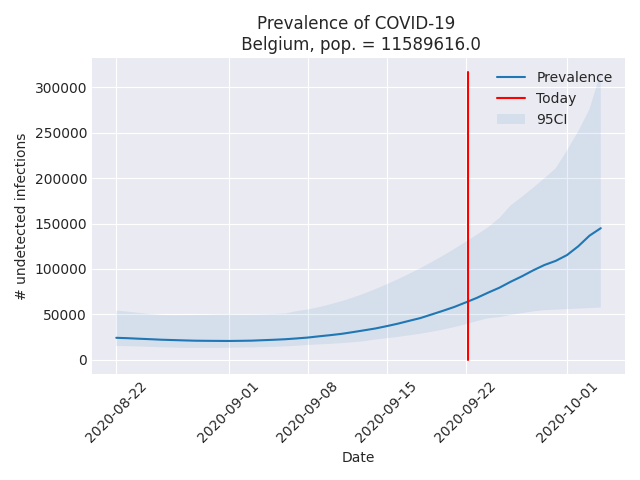 Prevalence of COVID-19
Belgium, pop. = 11589616.0
Prevalence
Today
95CI
300000
250000
200000
150000
100000
50000
0
# undetected infections
2020-08-22
2020-09-01
2020-09-08
2020-09-15
2020-09-22
2020-10-01
Date